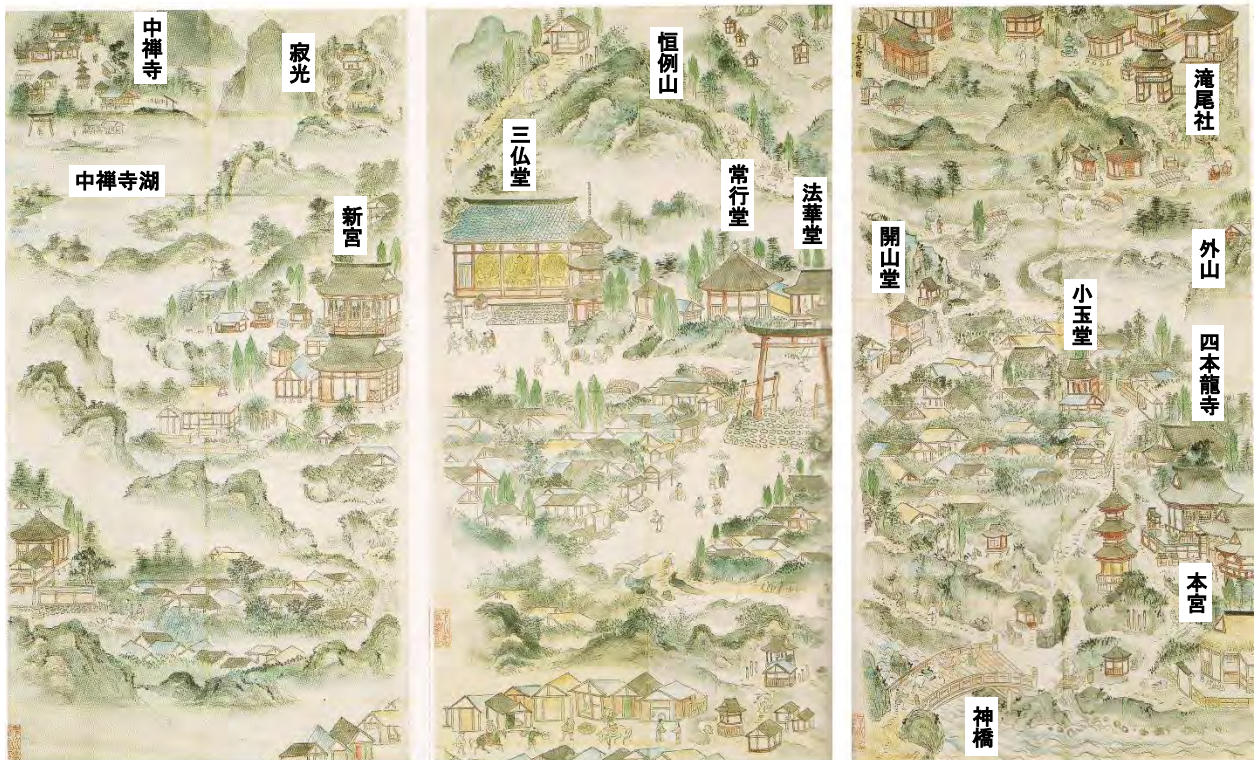 中禅寺
寂光
中禅寺湖
新宮
恒例山
三仏堂
常行堂
法華堂
滝尾社
開山堂
外山
小玉堂
四本龍寺
本宮
神橋